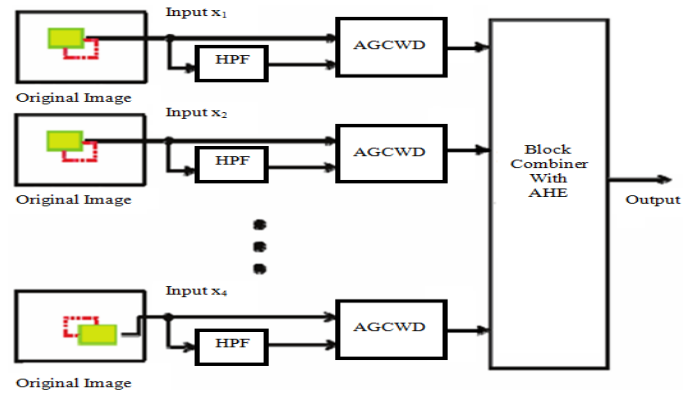 Input x₁
HPF
AGCWD
Original Image
Input x₂
HPF
AGCWD
Original Image
Block
Combiner
With
AHE
Output
Input x₄
HPF
AGCWD
Original Image